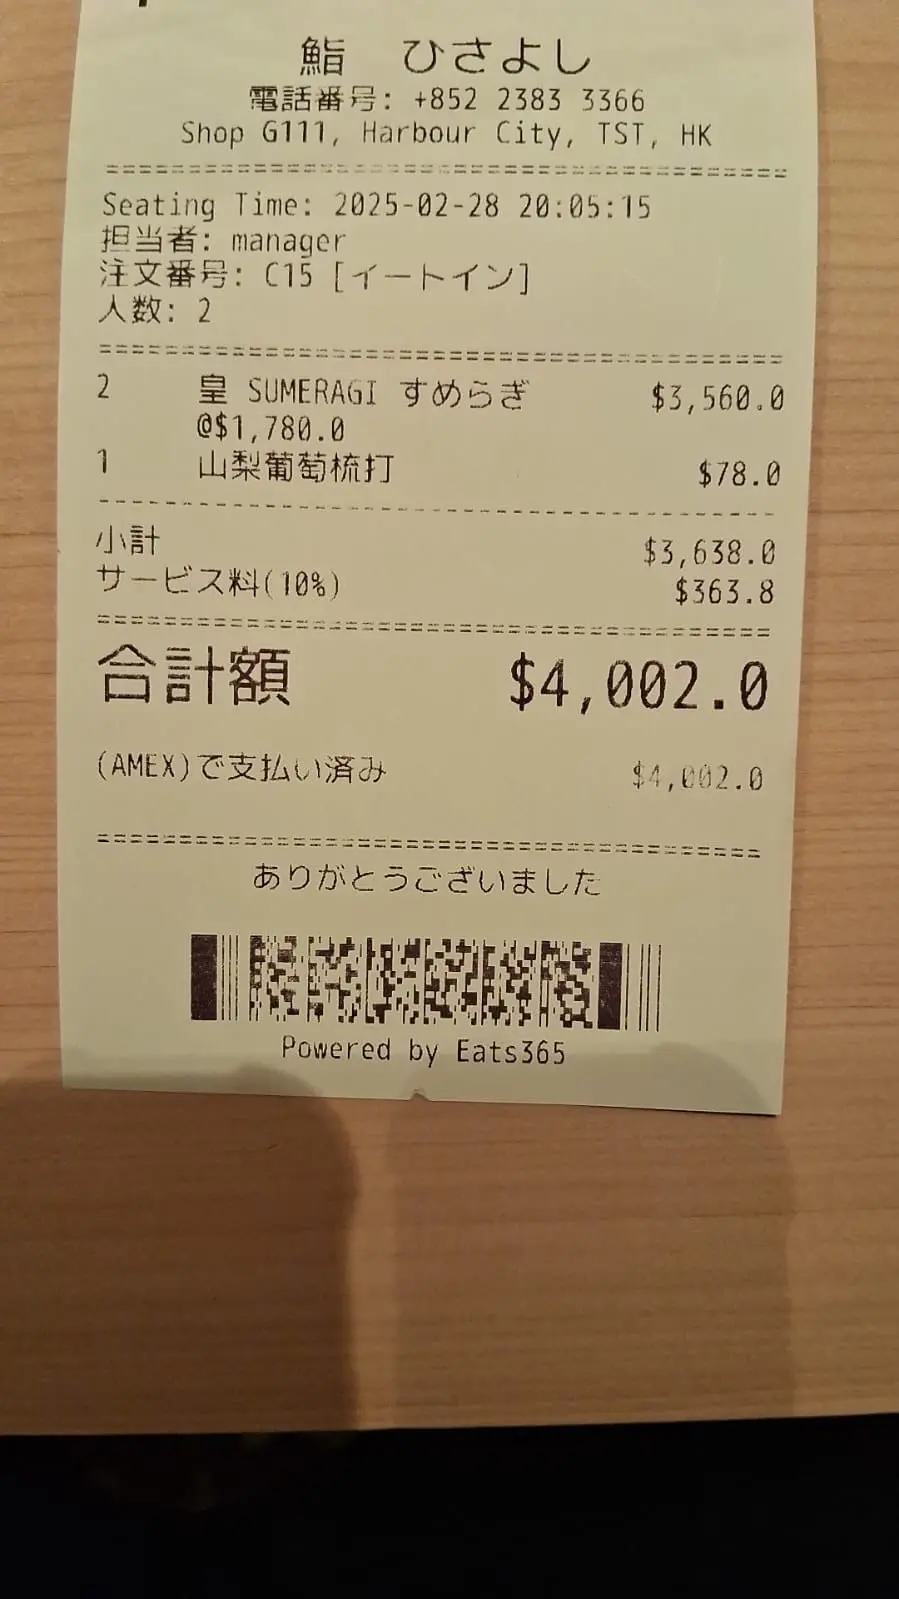 鮨 ひさよし
電話番号: +852 2383 3366
Shop G111, Harbour City, TST, HK
Seating Time: 2025-02-28 20:05:15
担当者: manager
注文番号: C15 [イートイン]
人数: 2
2 皇 SUMERAGI すめらぎ $3,560.0
@$1,780.0
1 山梨葡萄梳打 $78.0
小計 $3,638.0
サービス料(10%) $363.8
合計額 $4,002.0
(AMEX)で支払い済み $4,002.0
ありがとうございました
Powered by Eats365